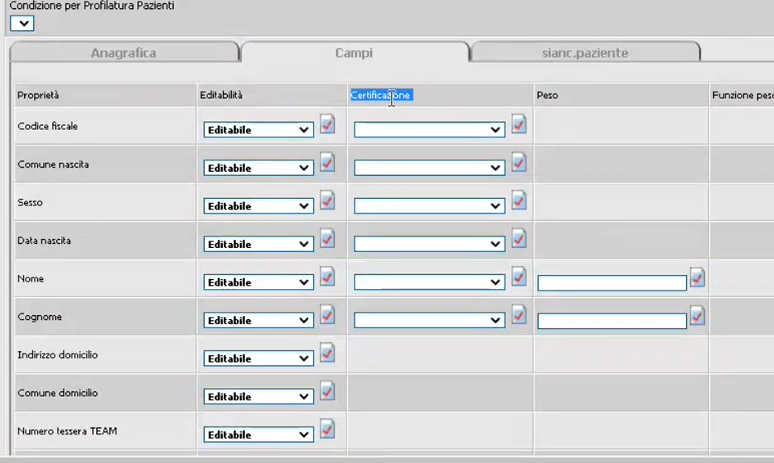 Condizione per Profilatura Pazienti
Anagrafica Campi sianc.paziente
Proprietà Editabilità Certificazione Peso Funzione peso
Codice fiscale Editabile
Comune nascita Editabile
Sesso Editabile
Data nascita Editabile
Nome Editabile
Cognome Editabile
Indirizzo domicilio Editabile
Comune domicilio Editabile
Numero tessera TEAM Editabile